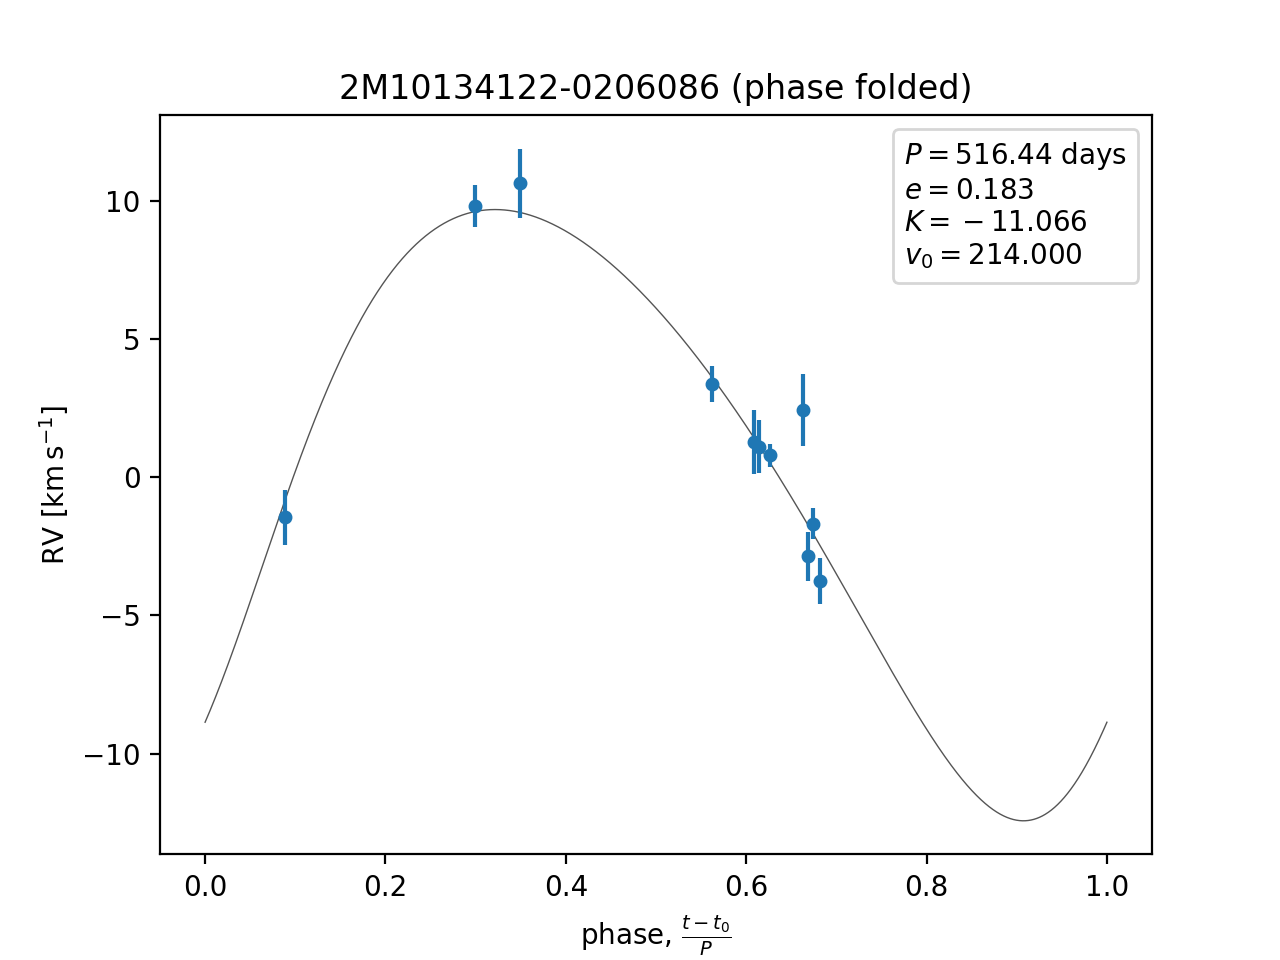 2M10134122-0206086 (phase folded)
P = 516.44 days
e = 0.183
K = −11.066
v₀ = 214.000
RV [km s⁻¹]
10
5
0
−5
−10
0.0 0.2 0.4 0.6 0.8 1.0
phase, (t − t₀)/P